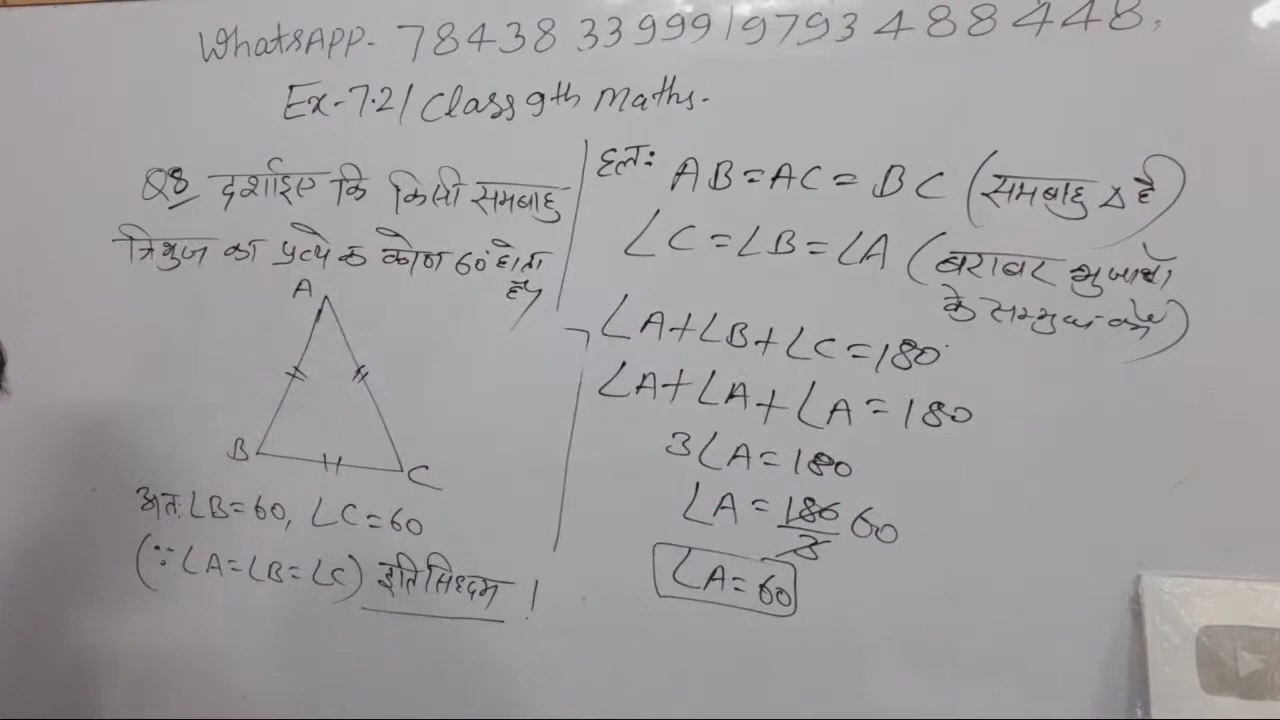 WhatsAPP- 7843833999/9793488448,
Ex-7.2/Class 9th Maths.
Q8 दर्शाइए कि किसी समबाहु
त्रिभुज का प्रत्येक कोण 60° होता
है।
A
B
C
अतः ∠B=60, ∠C=60
(∵∠A=∠B=∠C) इति सिध्दम।
हल: AB=AC=BC (समबाहु Δ है)
∠C=∠B=∠A (बराबर भुजाओं
के सम्मुख कोण)
∠A+∠B+∠C=180°
∠A+∠A+∠A=180
3∠A=180
∠A=180/3 60
∠A=60